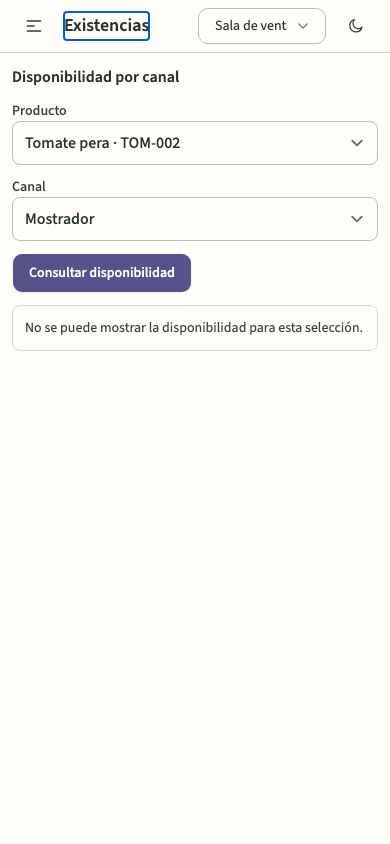 Existencias
Sala de vent
Disponibilidad por canal
Producto
Tomate pera · TOM-002
Canal
Mostrador
Consultar disponibilidad
No se puede mostrar la disponibilidad para esta selección.